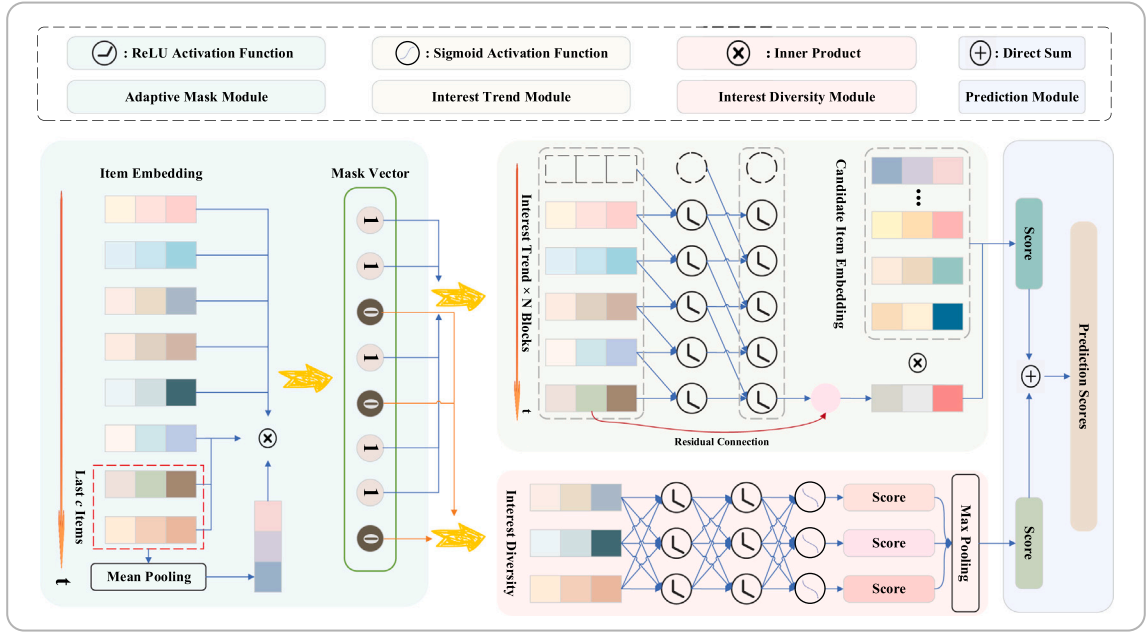 : ReLU Activation Function
: Sigmoid Activation Function
: Inner Product
: Direct Sum
Adaptive Mask Module
Interest Trend Module
Interest Diversity Module
Prediction Module
Item Embedding
Mask Vector
1
1
0
1
0
1
1
0
Last c Items
t
Mean Pooling
Interest Trend × N Blocks
t
Residual Connection
Candidate Item Embedding
...
Interest Diversity
Score
Score
Score
Max Pooling
Score
Score
Prediction Scores